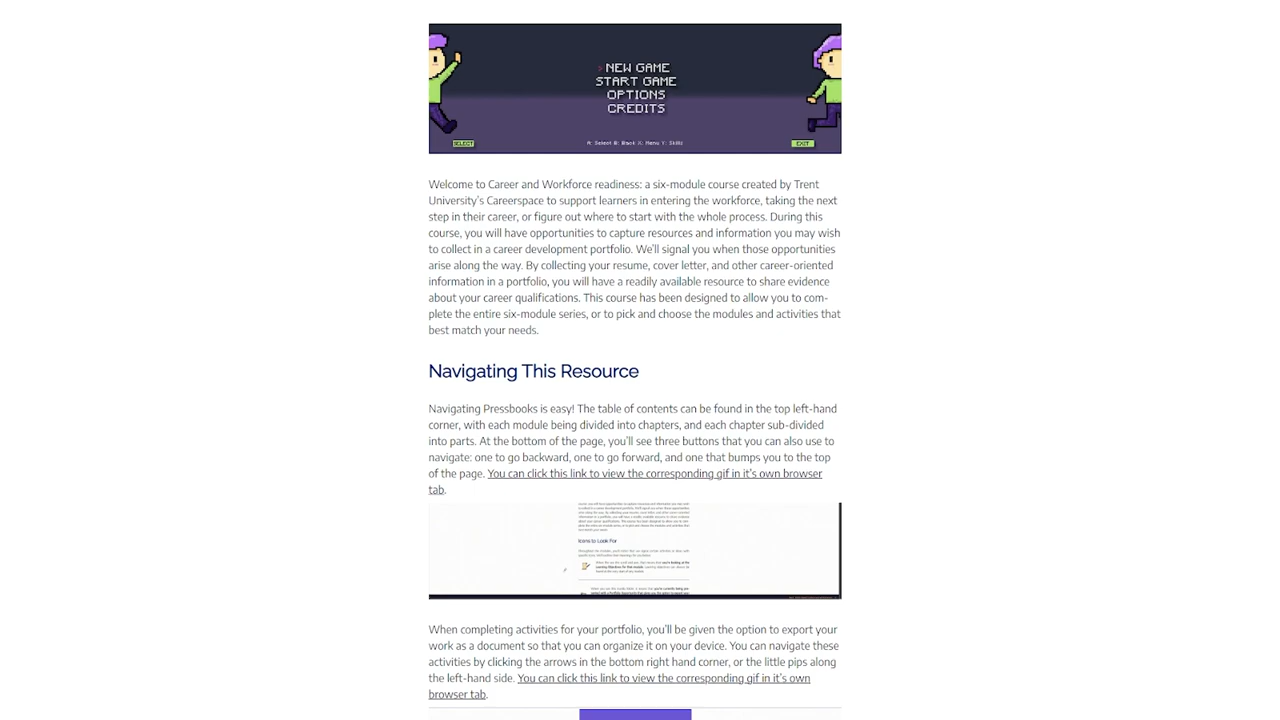 > NEW GAME
START GAME
OPTIONS
CREDITS
SELECT
A: Select B: Back X: Menu Y: Skills
EXIT
Welcome to Career and Workforce readiness: a six-module course created by Trent
University’s Careerspace to support learners in entering the workforce, taking the next
step in their career, or figure out where to start with the whole process. During this
course, you will have opportunities to capture resources and information you may wish
to collect in a career development portfolio. We’ll signal you when those opportunities
arise along the way. By collecting your resume, cover letter, and other career-oriented
information in a portfolio, you will have a readily available resource to share evidence
about your career qualifications. This course has been designed to allow you to com-
plete the entire six-module series, or to pick and choose the modules and activities that
best match your needs.
Navigating This Resource
Navigating Pressbooks is easy! The table of contents can be found in the top left-hand
corner, with each module being divided into chapters, and each chapter sub-divided
into parts. At the bottom of the page, you’ll see three buttons that you can also use to
navigate: one to go backward, one to go forward, and one that bumps you to the top
of the page. You can click this link to view the corresponding gif in it’s own browser
tab.
Icons to Look For
When completing activities for your portfolio, you’ll be given the option to export your
work as a document so that you can organize it on your device. You can navigate these
activities by clicking the arrows in the bottom right hand corner, or the little pips along
the left-hand side. You can click this link to view the corresponding gif in it’s own
browser tab.